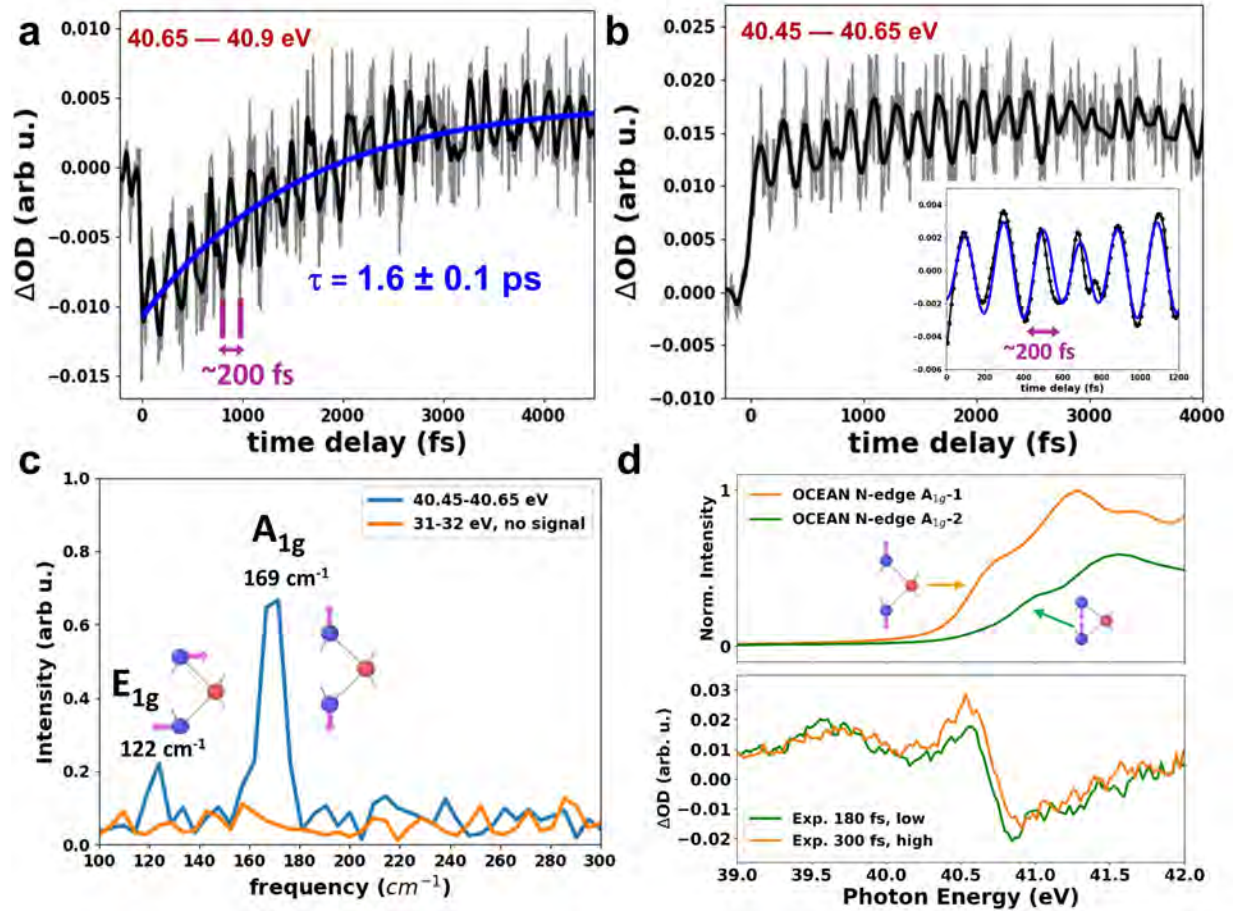 a
40.65 — 40.9 eV
0.010
0.005
0.000
−0.005
−0.010
−0.015
ΔOD (arb u.)
τ = 1.6 ± 0.1 ps
~200 fs
0
1000
2000
3000
4000
time delay (fs)
b
40.45 — 40.65 eV
0.025
0.020
0.015
0.010
0.005
0.000
−0.005
−0.010
ΔOD (arb u.)
0.004
0.002
0.000
−0.002
−0.004
−0.006
~200 fs
0
200
400
600
800
1000
1200
time delay (fs)
0
1000
2000
3000
4000
time delay (fs)
c
1.0
0.8
0.6
0.4
0.2
0.0
Intensity (arb u.)
40.45-40.65 eV
31-32 eV, no signal
A1g
169 cm⁻¹
E1g
122 cm⁻¹
100
120
140
160
180
200
220
240
260
280
300
frequency (cm⁻¹)
d
1
0
Norm. Intensity
OCEAN N-edge A1g-1
OCEAN N-edge A1g-2
0.03
0.02
0.01
0.00
−0.01
−0.02
ΔOD (arb. u.)
Exp. 180 fs, low
Exp. 300 fs, high
39.0
39.5
40.0
40.5
41.0
41.5
42.0
Photon Energy (eV)